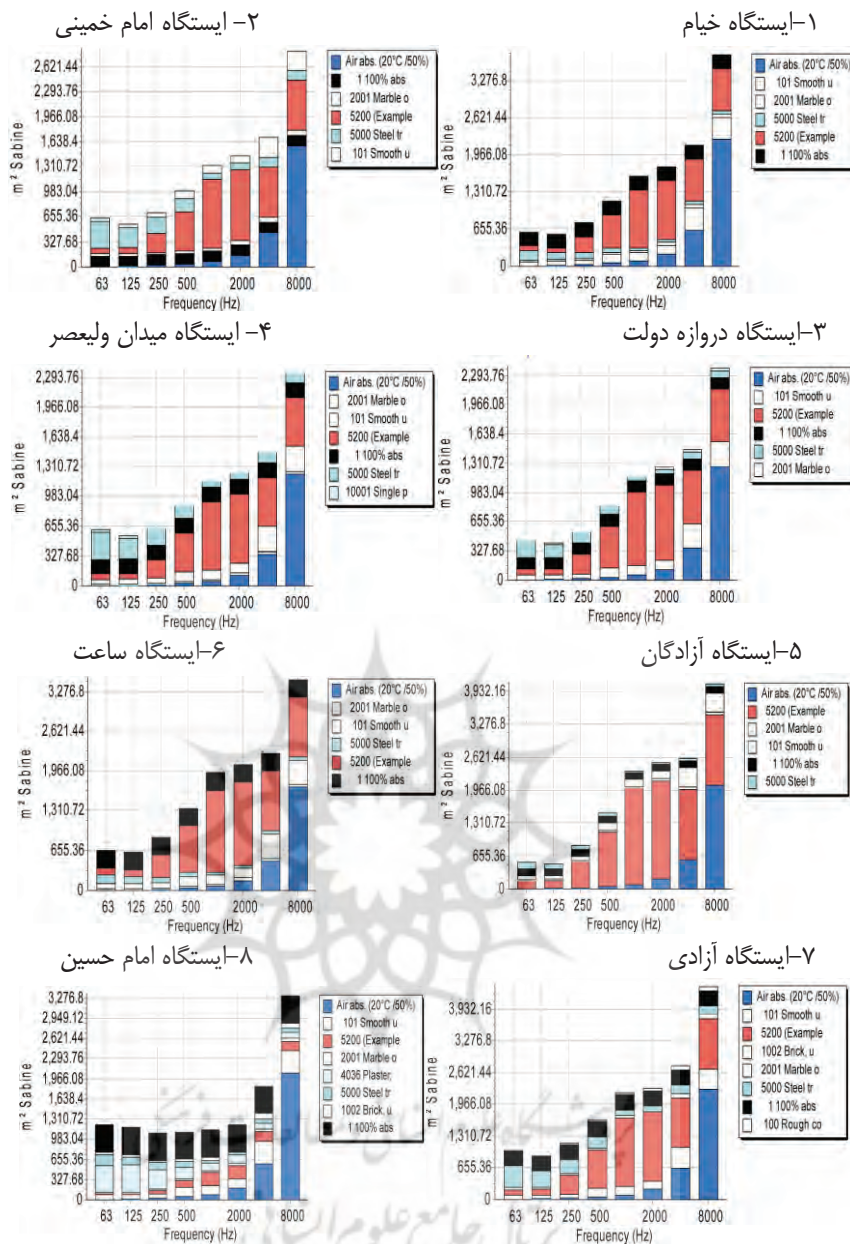 ۱-ایستگاه خیام
m² Sabine
3,276.8
2,621.44
1,966.08
1,310.72
655.36
0
63 125 250 500 2000 8000
Frequency (Hz)
Air abs. (20°C /50%)
101 Smooth u
2001 Marble o
5000 Steel tr
5200 (Example
1 100% abs
۲- ایستگاه امام خمینی
m² Sabine
2,621.44
2,293.76
1,966.08
1,638.4
1,310.72
983.04
655.36
327.68
0
63 125 250 500 2000 8000
Frequency (Hz)
Air abs. (20°C /50%)
1 100% abs
2001 Marble o
5200 (Example
5000 Steel tr
101 Smooth u
۳-ایستگاه دروازه دولت
m² Sabine
2,293.76
1,966.08
1,638.4
1,310.72
983.04
655.36
327.68
0
63 125 250 500 2000 8000
Frequency (Hz)
Air abs. (20°C /50%)
101 Smooth u
5200 (Example
1 100% abs
5000 Steel tr
2001 Marble o
۴- ایستگاه میدان ولیعصر
m² Sabine
2,293.76
1,966.08
1,638.4
1,310.72
983.04
655.36
327.68
0
63 125 250 500 2000 8000
Frequency (Hz)
Air abs. (20°C /50%)
2001 Marble o
101 Smooth u
5200 (Example
1 100% abs
5000 Steel tr
10001 Single p
۵-ایستگاه آزادگان
m² Sabine
3,932.16
3,276.8
2,621.44
1,966.08
1,310.72
655.36
0
63 125 250 500 2000 8000
Frequency (Hz)
Air abs. (20°C /50%)
5200 (Example
2001 Marble o
101 Smooth u
1 100% abs
5000 Steel tr
۶-ایستگاه ساعت
m² Sabine
3,276.8
2,621.44
1,966.08
1,310.72
655.36
0
63 125 250 500 2000 8000
Frequency (Hz)
Air abs. (20°C /50%)
2001 Marble o
101 Smooth u
5000 Steel tr
5200 (Example
1 100% abs
۷-ایستگاه آزادی
m² Sabine
3,932.16
3,276.8
2,621.44
1,966.08
1,310.72
655.36
0
63 125 250 500 2000 8000
Frequency (Hz)
Air abs. (20°C /50%)
101 Smooth u
5200 (Example
1002 Brick, u
2001 Marble o
5000 Steel tr
1 100% abs
100 Rough co
۸-ایستگاه امام حسین
m² Sabine
3,276.8
2,949.12
2,621.44
2,293.76
1,966.08
1,638.4
1,310.72
983.04
655.36
327.68
0
63 125 250 500 2000 8000
Frequency (Hz)
Air abs. (20°C /50%)
101 Smooth u
5200 (Example
2001 Marble o
4036 Plaster,
5000 Steel tr
1002 Brick, u
1 100% abs
پژوهشگاه علوم انسانی و مطالعات فرهنگی
پرتال جامع علوم انسانی